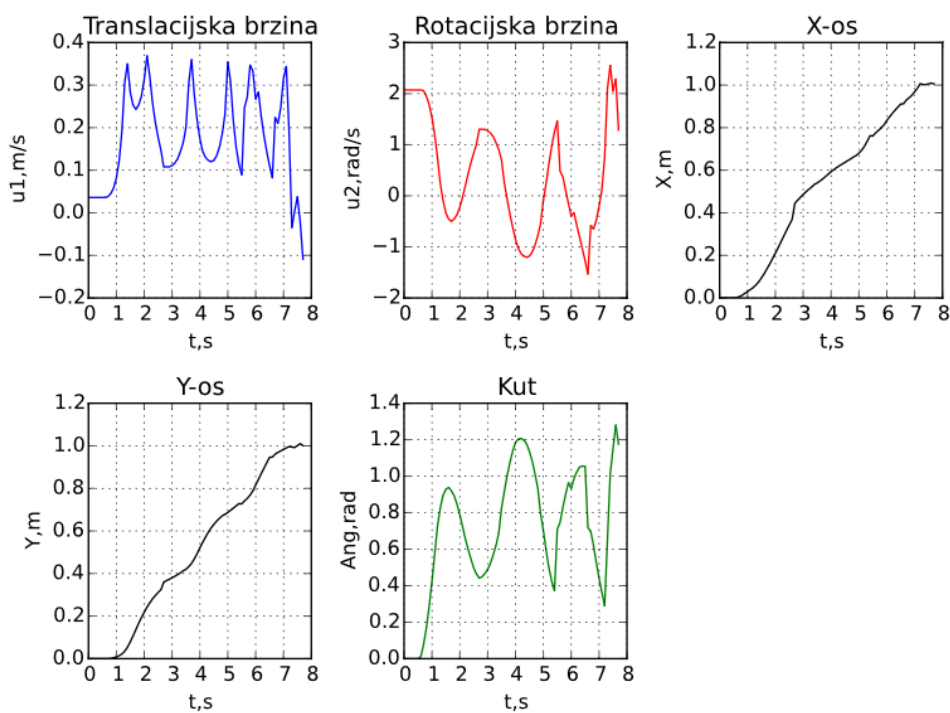 Translacijska brzina
0.4
0.3
0.2
0.1
0.0
−0.1
−0.2
u1,m/s
0 1 2 3 4 5 6 7 8
t,s
Rotacijska brzina
3
2
1
0
−1
−2
u2,rad/s
0 1 2 3 4 5 6 7 8
t,s
X-os
1.2
1.0
0.8
0.6
0.4
0.2
0.0
X,m
0 1 2 3 4 5 6 7 8
t,s
Y-os
1.2
1.0
0.8
0.6
0.4
0.2
0.0
Y,m
0 1 2 3 4 5 6 7 8
t,s
Kut
1.4
1.2
1.0
0.8
0.6
0.4
0.2
0.0
Ang,rad
0 1 2 3 4 5 6 7 8
t,s